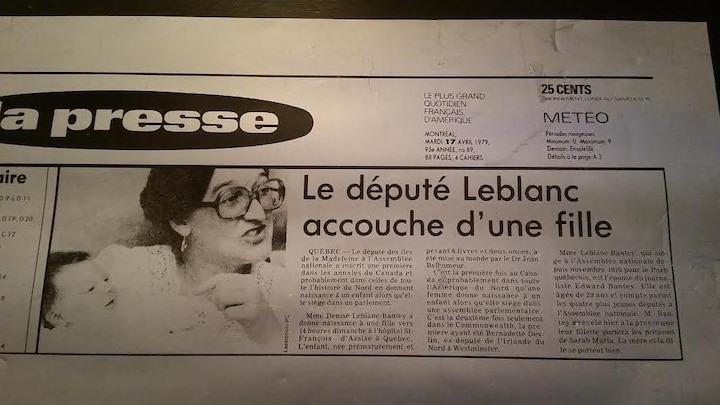 la presse
LE PLUS GRAND
QUOTIDIEN
FRANÇAIS
D'AMÉRIQUE
MONTRÉAL,
MARDI 17 AVRIL 1979,
95e ANNÉE, no 89,
88 PAGES, 4 CAHIERS
25 CENTS
METEO
Périodes nuageuses
Minimum: 0 Maximum: 9
Demain: Ensoleillé
Détails à la page A 2
aire
D 9 à D 11
D 19, D 20
C 12
Le député Leblanc
accouche d'une fille
QUÉBEC — Le député des îles
de la Madeleine à l'Assemblée
nationale a inscrit une première
dans les annales du Canada et
probablement dans celles de tou-
te l'histoire du Nord en donnant
naissance à un enfant alors qu'el-
le siège dans un parlement.
Mme Denise Leblanc-Bantey a
donné naissance à une fille vers
14 heures dimanche à l'hôpital St-
François - d'Assise à Québec.
L'enfant, née prématurément et
pesant 6 livres et deux onces, a
été mise au monde par le Dr Jean
Belhumeur.
C'est la première fois au Cana-
da et probablement dans toute
l'Amérique du Nord qu'une
femme donne naissance à un
enfant alors qu'elle siège dans
une assemblée parlementaire.
C'est la deuxième fois seulement
dans le Commonwealth, la pre-
mière ayant été Bernadette Dev-
lin, ex-député de l'Irlande du
Nord à Westminster.
Mme Leblanc-Bantey, qui siè-
ge à l'Assemblée nationale de-
puis novembre 1976 pour le Parti
québécois, est l'épouse du journa-
liste Edward Bantey. Elle est
âgée de 29 ans et compte parmi
les quatre plus jeunes députés à
l'Assemblée nationale. M. Ban-
tey a révélé hier à la presse que
leur fillette portera les prénoms
de Sarah Maria. La mère et la fil-
le se portent bien.